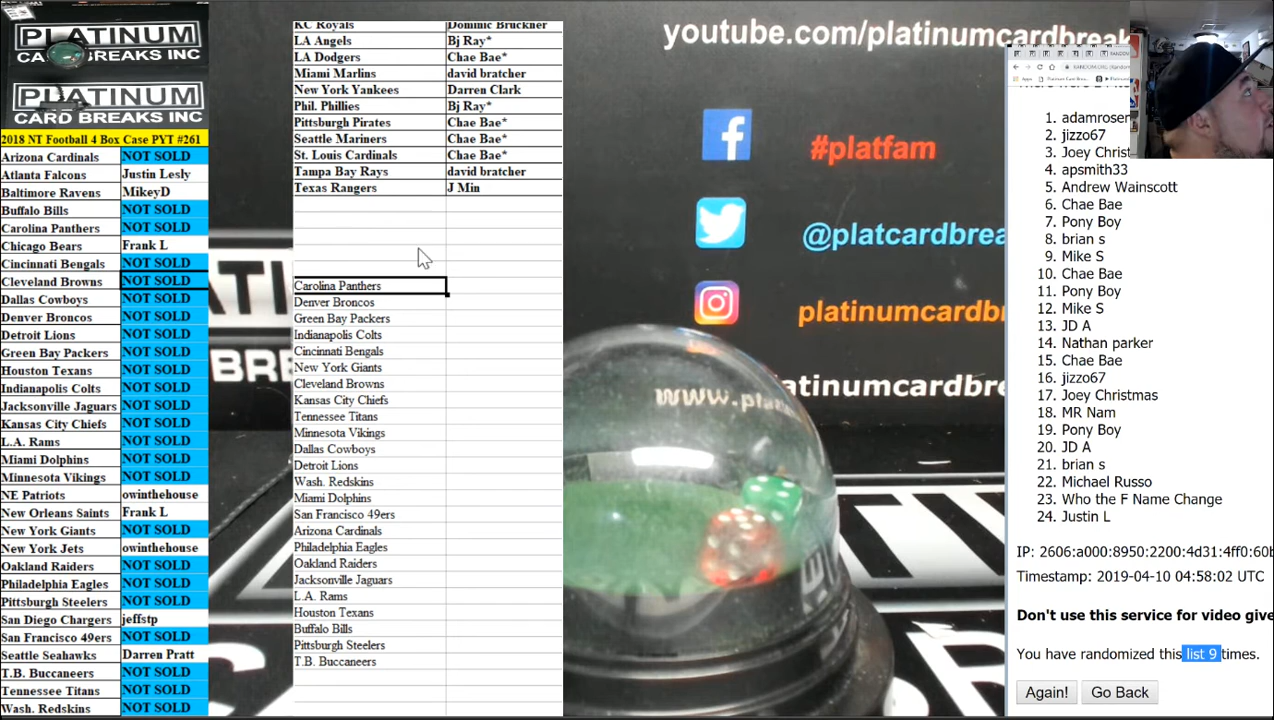 PLATINUM
CARD BREAKS INC
PLATINUM
CARD BREAKS INC
2018 NT Football 4 Box Case PYT #261
Arizona Cardinals NOT SOLD
Atlanta Falcons Justin Lesly
Baltimore Ravens MikeyD
Buffalo Bills NOT SOLD
Carolina Panthers NOT SOLD
Chicago Bears Frank L
Cincinnati Bengals NOT SOLD
Cleveland Browns NOT SOLD
Dallas Cowboys NOT SOLD
Denver Broncos NOT SOLD
Detroit Lions NOT SOLD
Green Bay Packers NOT SOLD
Houston Texans NOT SOLD
Indianapolis Colts NOT SOLD
Jacksonville Jaguars NOT SOLD
Kansas City Chiefs NOT SOLD
L.A. Rams NOT SOLD
Miami Dolphins NOT SOLD
Minnesota Vikings NOT SOLD
NE Patriots owinthehouse
New Orleans Saints Frank L
New York Giants NOT SOLD
New York Jets owinthehouse
Oakland Raiders NOT SOLD
Philadelphia Eagles NOT SOLD
Pittsburgh Steelers NOT SOLD
San Diego Chargers jeffstp
San Francisco 49ers NOT SOLD
Seattle Seahawks Darren Pratt
T.B. Buccaneers NOT SOLD
Tennessee Titans NOT SOLD
Wash. Redskins NOT SOLD
KC Royals Dominic Bruckner
LA Angels Bj Ray*
LA Dodgers Chae Bae*
Miami Marlins david bratcher
New York Yankees Darren Clark
Phil. Phillies Bj Ray*
Pittsburgh Pirates Chae Bae*
Seattle Mariners Chae Bae*
St. Louis Cardinals Chae Bae*
Tampa Bay Rays david bratcher
Texas Rangers J Min
Carolina Panthers
Denver Broncos
Green Bay Packers
Indianapolis Colts
Cincinnati Bengals
New York Giants
Cleveland Browns
Kansas City Chiefs
Tennessee Titans
Minnesota Vikings
Dallas Cowboys
Detroit Lions
Wash. Redskins
Miami Dolphins
San Francisco 49ers
Arizona Cardinals
Philadelphia Eagles
Oakland Raiders
Jacksonville Jaguars
L.A. Rams
Houston Texans
Buffalo Bills
Pittsburgh Steelers
T.B. Buccaneers
youtube.com/platinumcardbreak
#platfam
@platcardbrea
platinumcardbreak
www.platinumcardbre
1. adamrosen
2. jizzo67
3. Joey Christ
4. apsmith33
5. Andrew Wainscott
6. Chae Bae
7. Pony Boy
8. brian s
9. Mike S
10. Chae Bae
11. Pony Boy
12. Mike S
13. JD A
14. Nathan parker
15. Chae Bae
16. jizzo67
17. Joey Christmas
18. MR Nam
19. Pony Boy
20. JD A
21. brian s
22. Michael Russo
23. Who the F Name Change
24. Justin L
IP: 2606:a000:8950:2200:4d31:4ff0:60b
Timestamp: 2019-04-10 04:58:02 UTC
Don't use this service for video give
You have randomized this list 9 times.
Again! Go Back